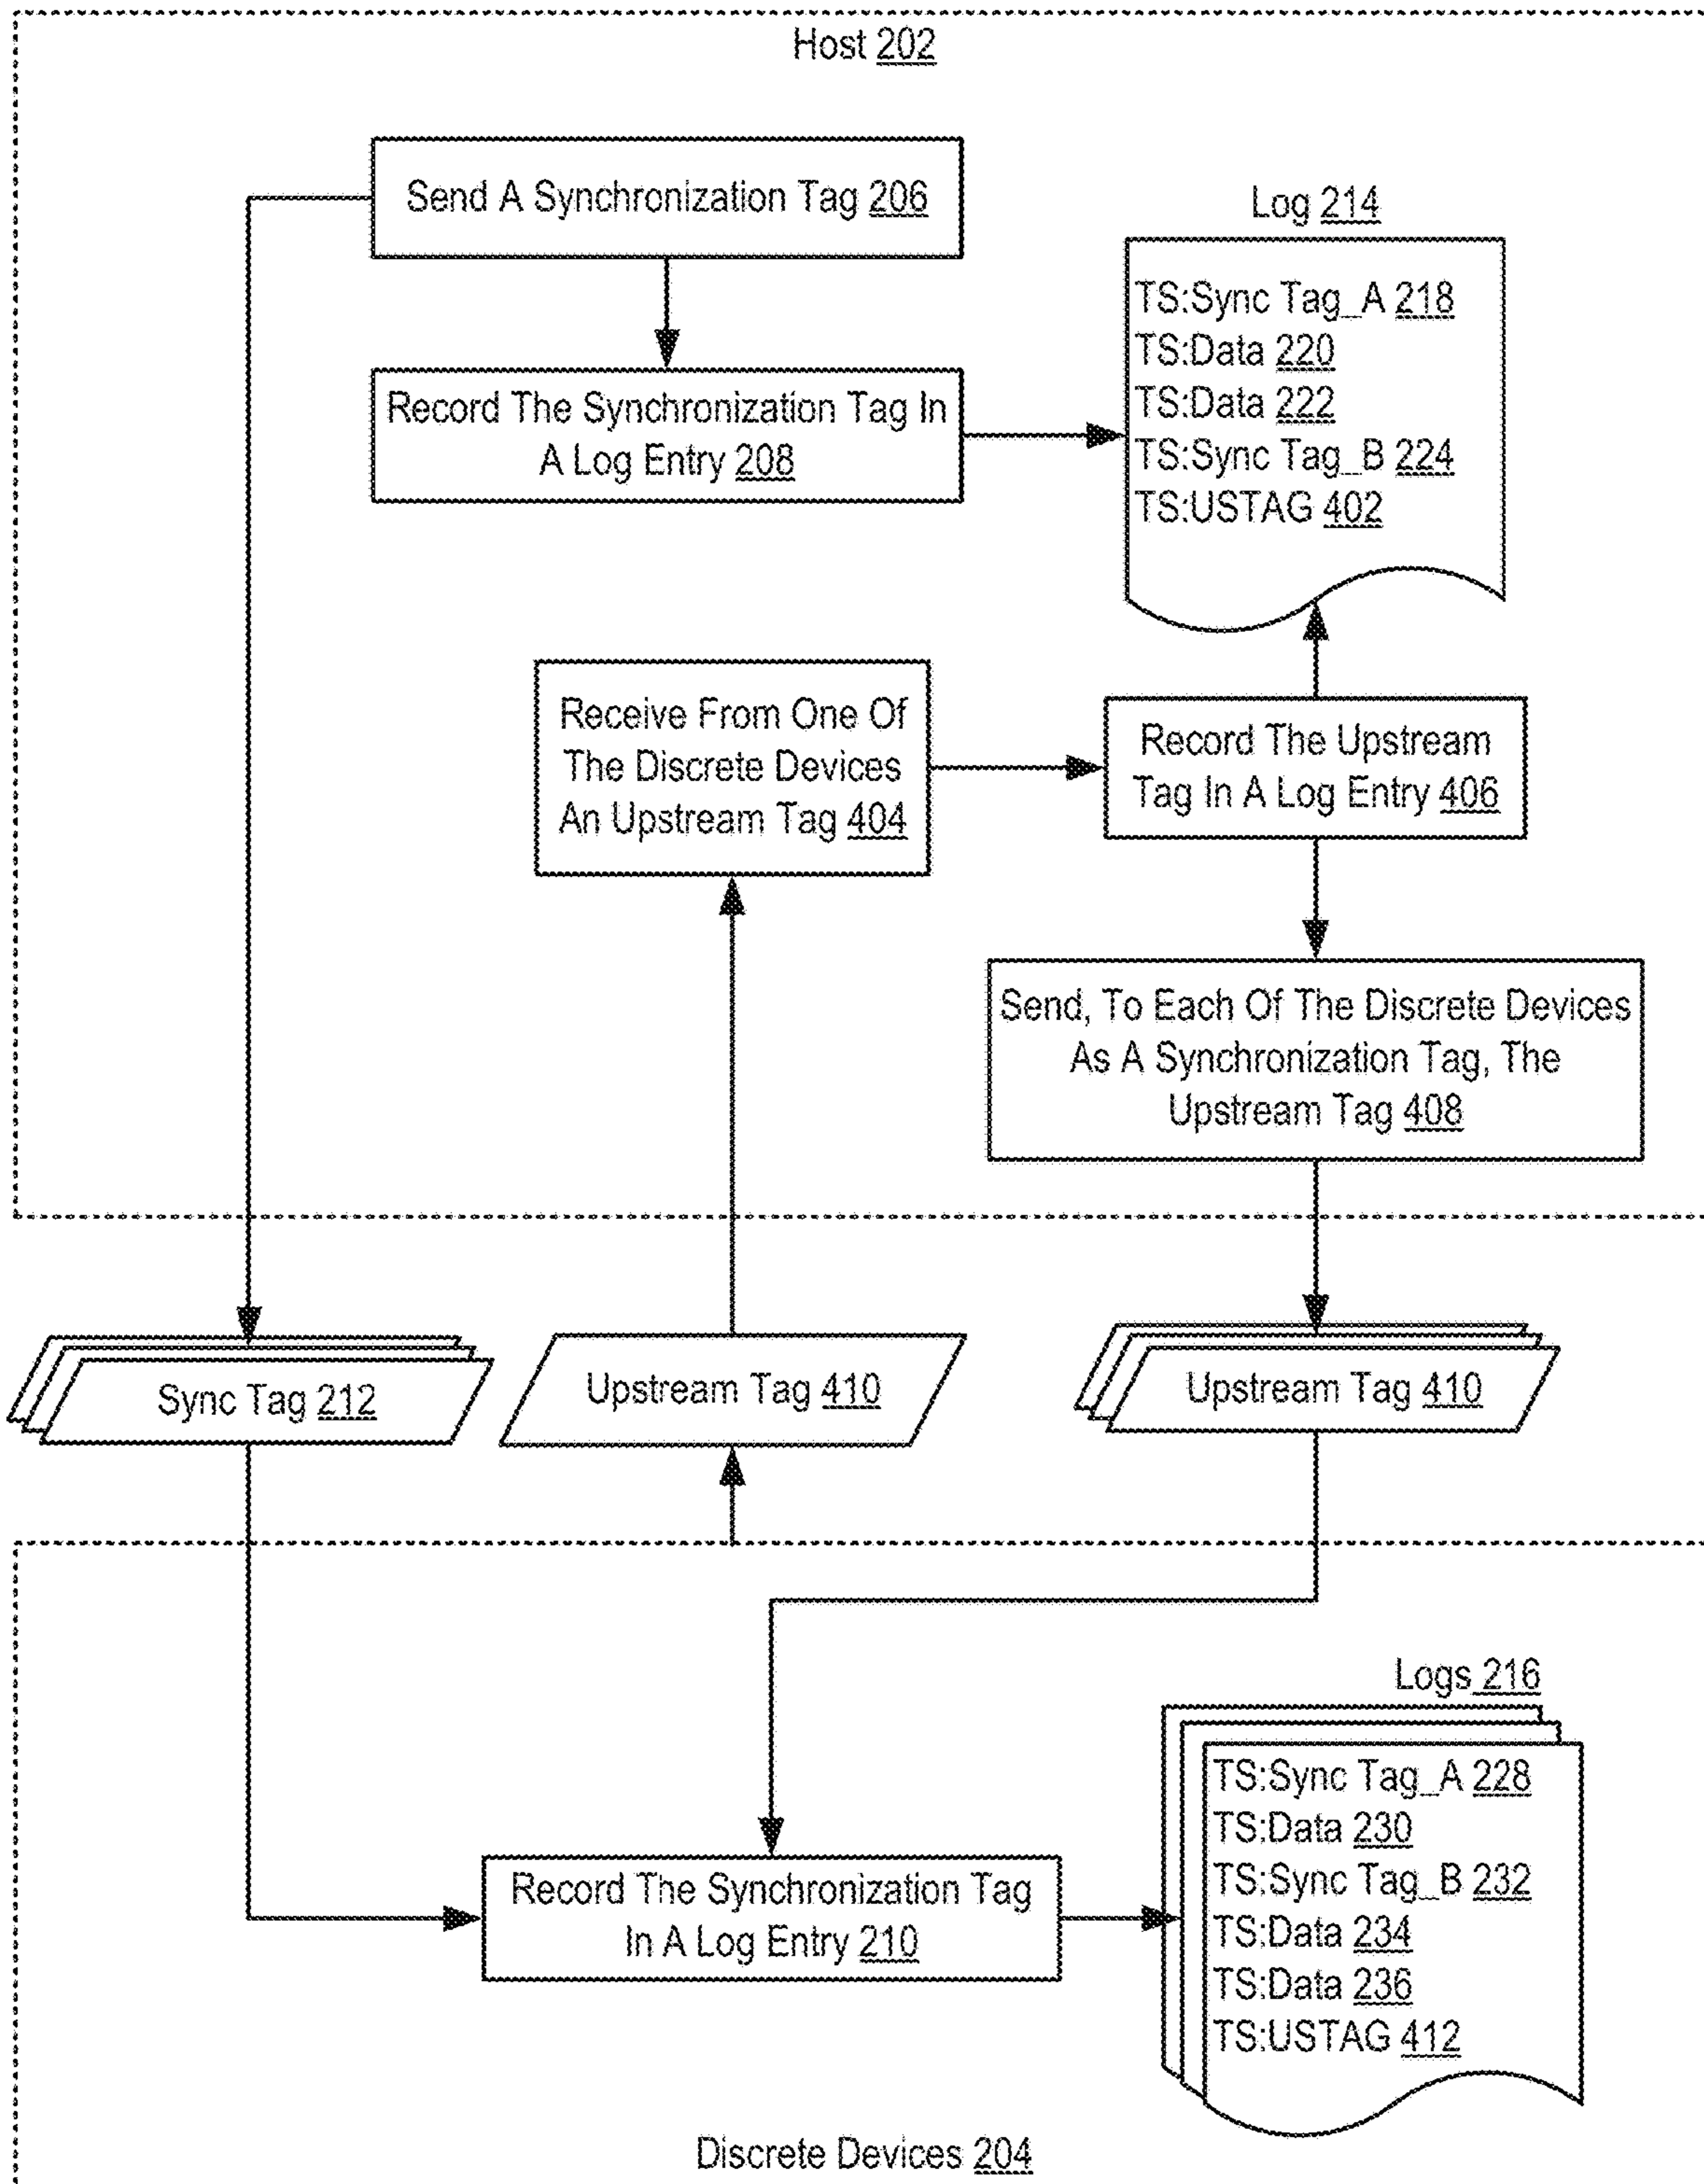 Host 202
Send A Synchronization Tag 206
Log 214
TS:Sync Tag_A 218
TS:Data 220
TS:Data 222
TS:Sync Tag_B 224
TS:USTAG 402
Record The Synchronization Tag In
A Log Entry 208
Receive From One Of
The Discrete Devices
An Upstream Tag 404
Record The Upstream
Tag In A Log Entry 406
Send, To Each Of The Discrete Devices
As A Synchronization Tag, The
Upstream Tag 408
Sync Tag 212
Upstream Tag 410
Upstream Tag 410
Logs 216
TS:Sync Tag_A 228
TS:Data 230
TS:Sync Tag_B 232
TS:Data 234
TS:Data 236
TS:USTAG 412
Record The Synchronization Tag
In A Log Entry 210
Discrete Devices 204